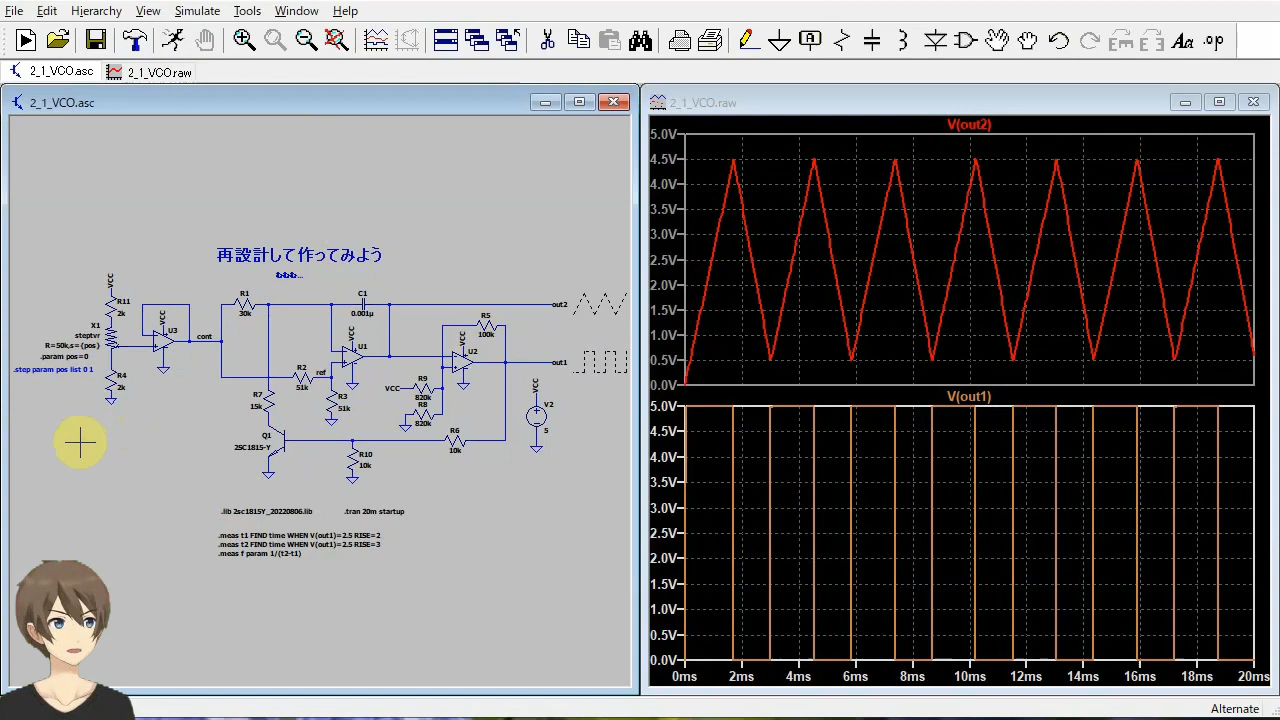 File Edit Hierarchy View Simulate Tools Window Help
2_1_VCO.asc 2_1_VCO.raw
2_1_VCO.asc
再設計して作ってみよう
VCC
R11
2k
X1
steptvr
R=50k,s={pos}
.param pos=0
.step param pos list 0 1
R4
2k
VCC
U3
cont
R1
30k
C1
0.001µ
VCC
U1
R2
51k
ref
R3
51k
R7
15k
Q1
2SC1815-Y
R10
10k
R6
10k
R5
100k
VCC
U2
VCC
R9
820k
R8
820k
out2
out1
VCC
V2
5
.lib 2sc1815Y_20220806.lib
.tran 20m startup
.meas t1 FIND time WHEN V(out1)=2.5 RISE=2
.meas t2 FIND time WHEN V(out1)=2.5 RISE=3
.meas f param 1/(t2-t1)
2_1_VCO.raw
V(out2)
5.0V
4.5V
4.0V
3.5V
3.0V
2.5V
2.0V
1.5V
1.0V
0.5V
0.0V
V(out1)
5.0V
4.5V
4.0V
3.5V
3.0V
2.5V
2.0V
1.5V
1.0V
0.5V
0.0V
0ms 2ms 4ms 6ms 8ms 10ms 12ms 14ms 16ms 18ms 20ms
Alternate